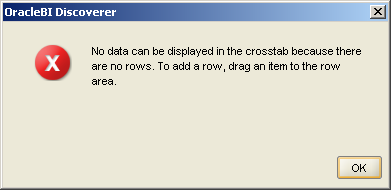 OracleBI Discoverer
No data can be displayed in the crosstab because there
are no rows. To add a row, drag an item to the row
area.
OK